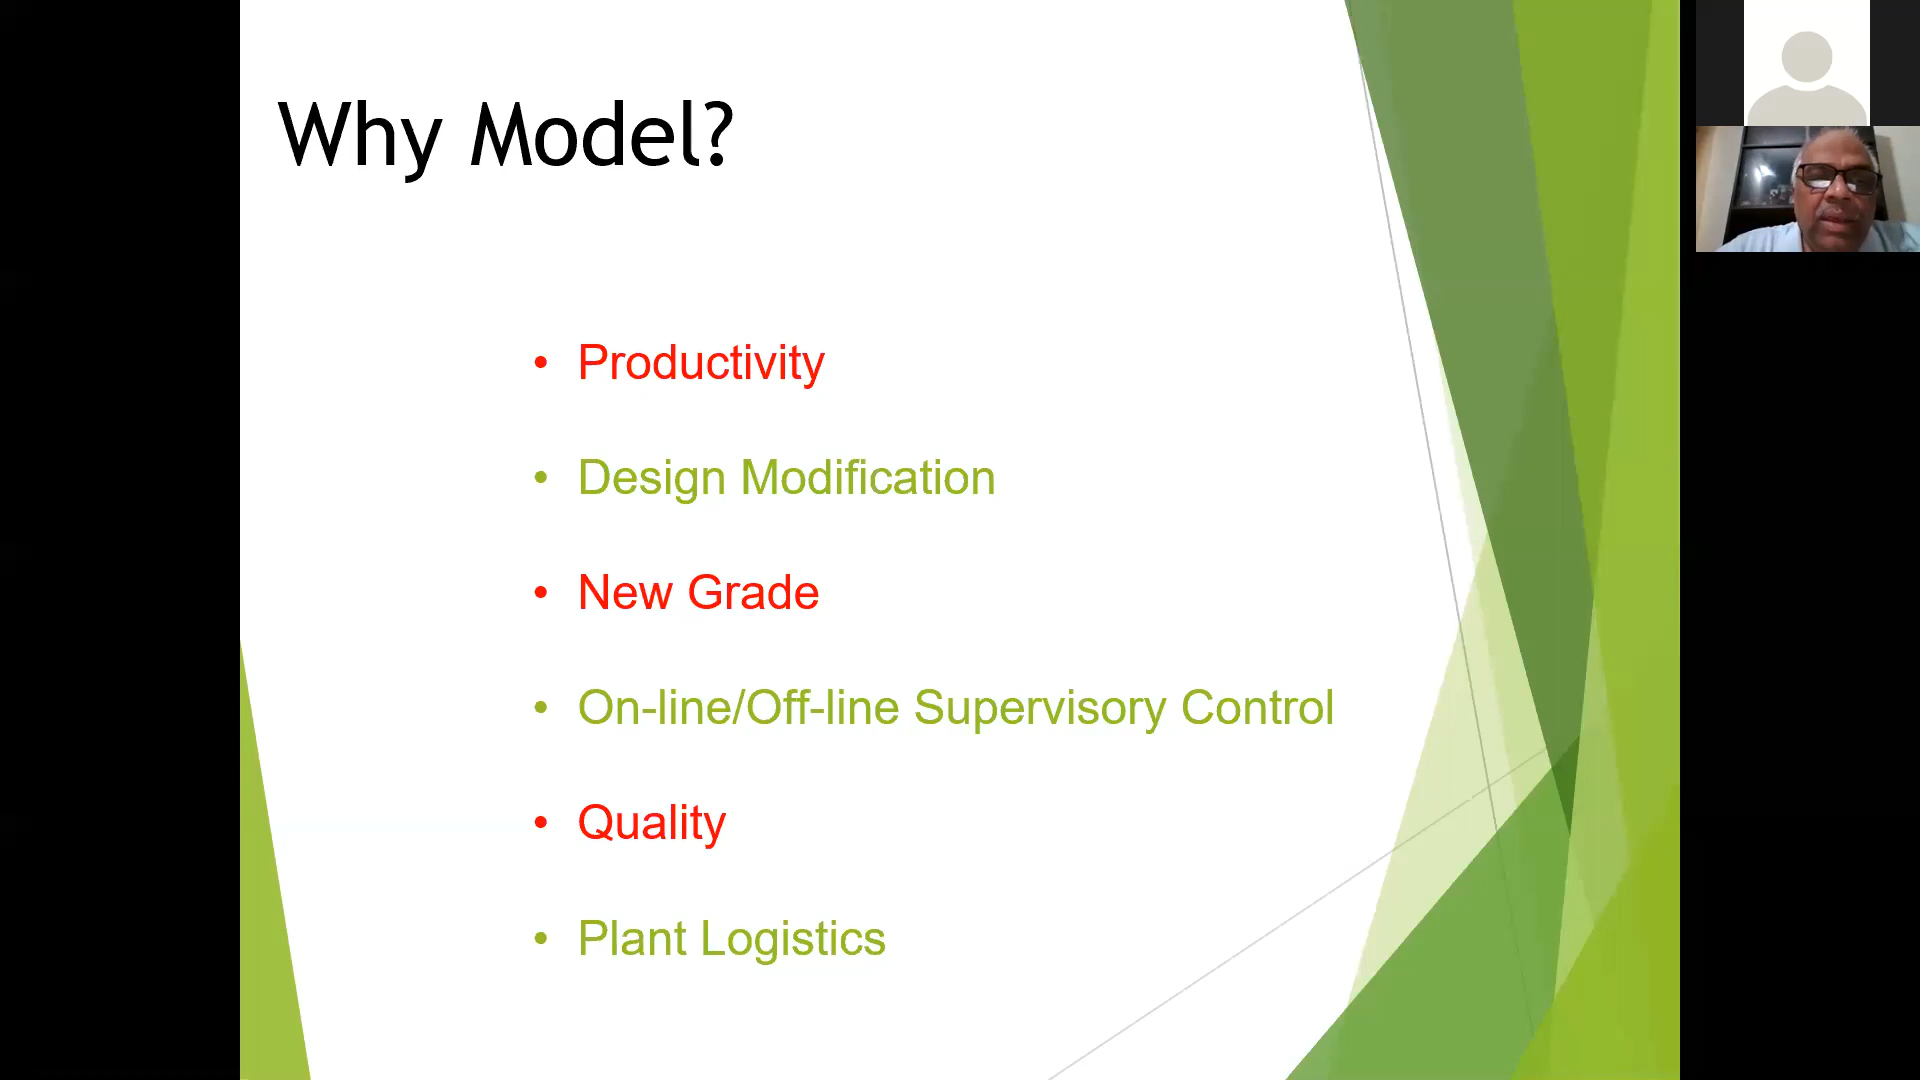 Why Model?
• Productivity
• Design Modification
• New Grade
• On-line/Off-line Supervisory Control
• Quality
• Plant Logistics